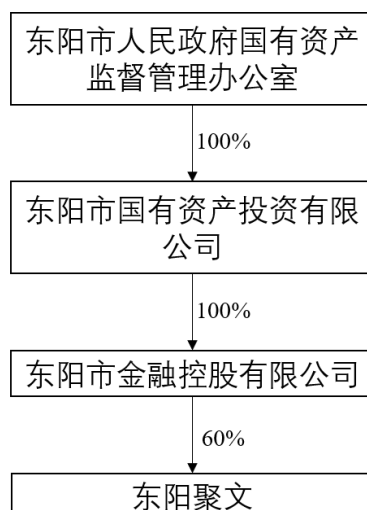 东阳市人民政府国有资产
监督管理办公室
100%
东阳市国有资产投资有限
公司
100%
东阳市金融控股有限公司
60%
东阳聚文